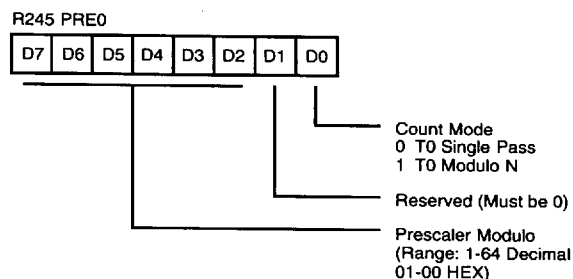 R245 PRE0
D7 D6 D5 D4 D3 D2 D1 D0
Count Mode
0 T0 Single Pass
1 T0 Modulo N
Reserved (Must be 0)
Prescaler Modulo
(Range: 1-64 Decimal
01-00 HEX)